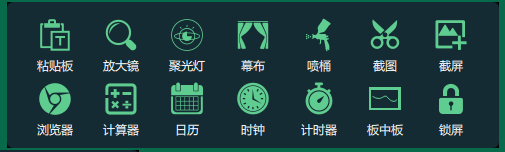 粘贴板 放大镜 聚光灯 幕布 喷桶 截图 截屏
浏览器 计算器 日历 时钟 计时器 板中板 锁屏